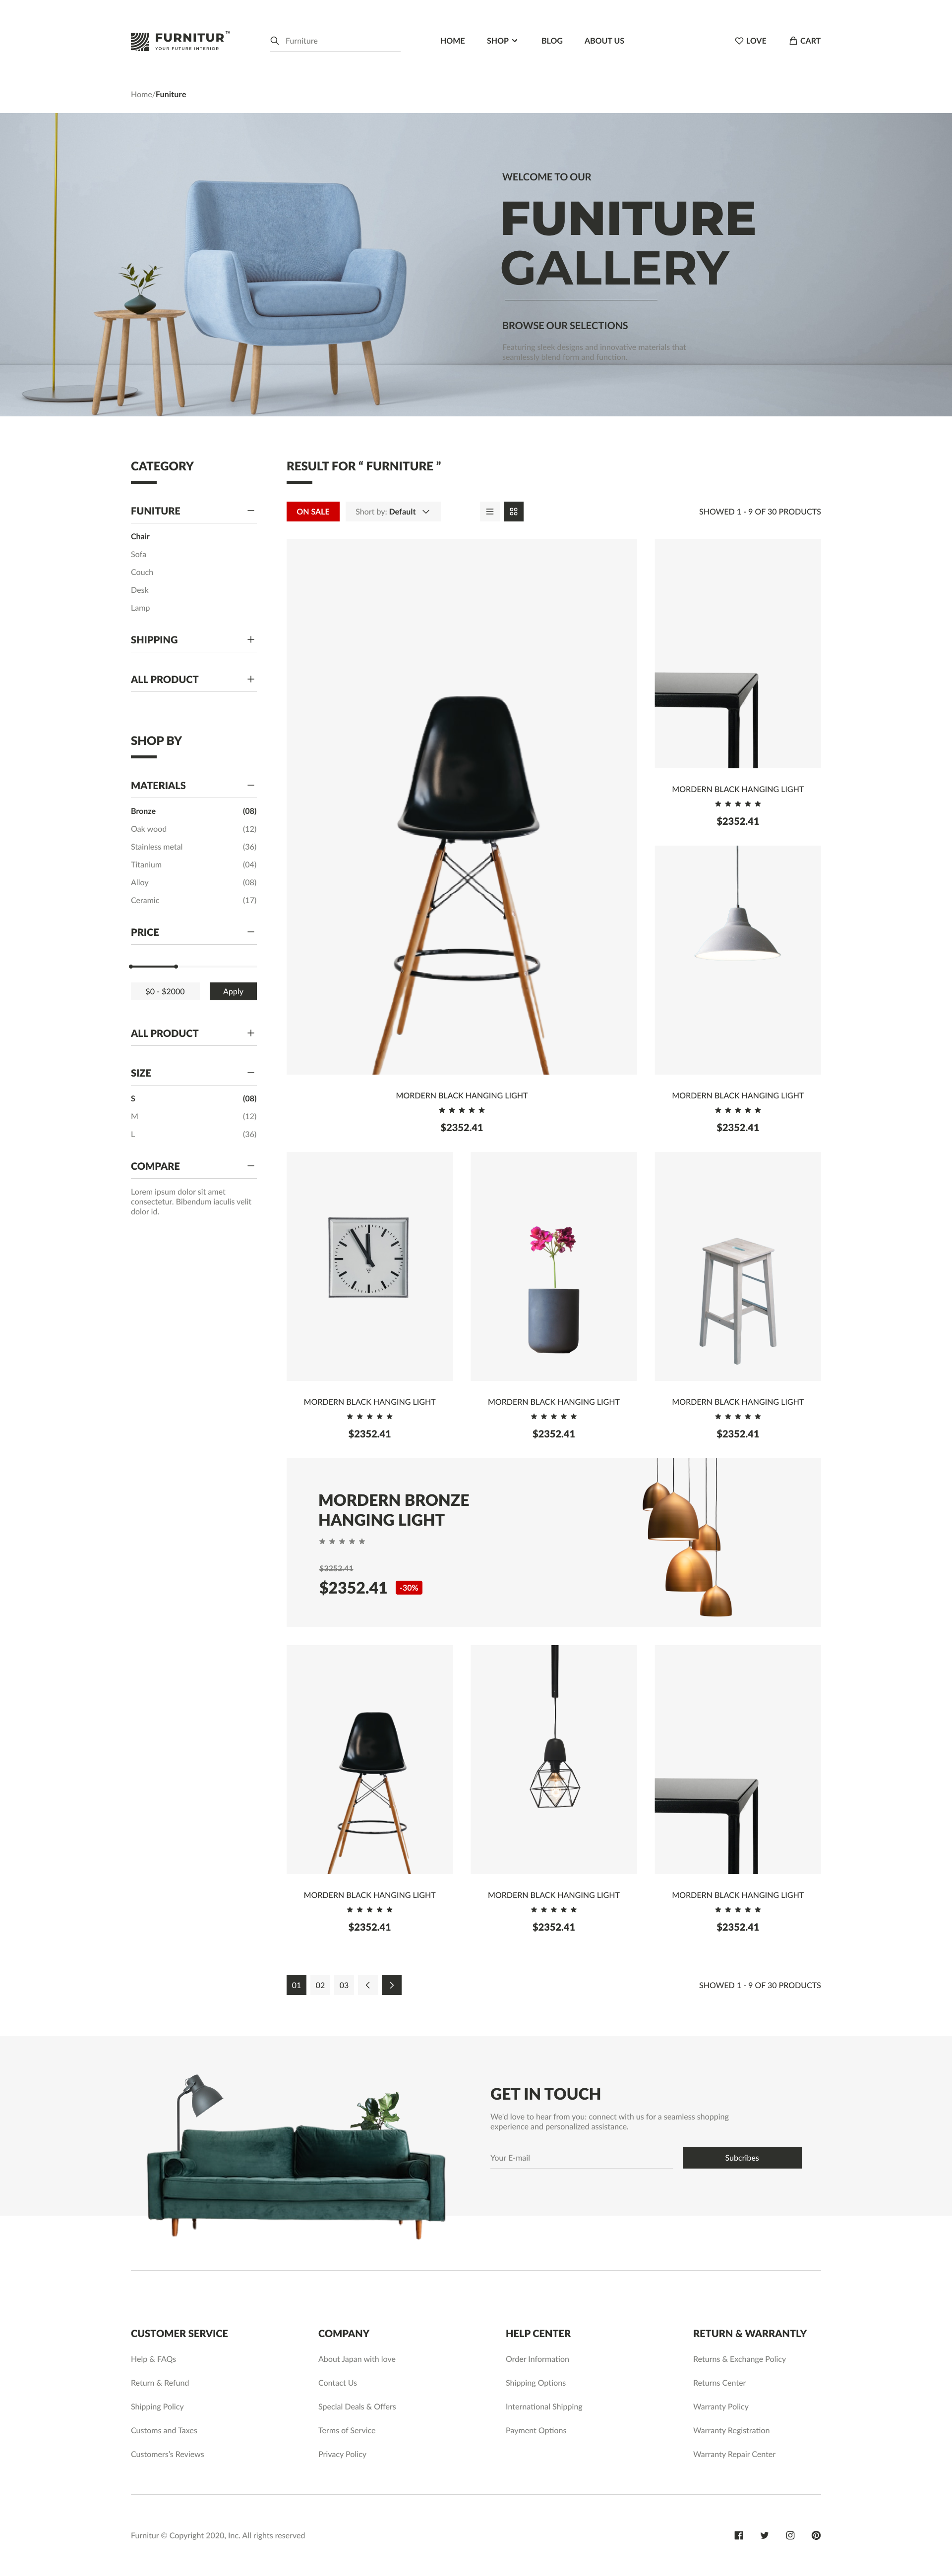 FURNITUR™
YOUR FUTURE INTERIOR
Furniture
HOME
SHOP
BLOG
ABOUT US
LOVE
CART
Home/Funiture
WELCOME TO OUR
FUNITURE
GALLERY
BROWSE OUR SELECTIONS
Featuring sleek designs and innovative materials that
seamlessly blend form and function.
CATEGORY
FUNITURE
Chair
Sofa
Couch
Desk
Lamp
SHIPPING
ALL PRODUCT
SHOP BY
MATERIALS
Bronze (08)
Oak wood (12)
Stainless metal (36)
Titanium (04)
Alloy (08)
Ceramic (17)
PRICE
$0 - $2000
Apply
ALL PRODUCT
SIZE
S (08)
M (12)
L (36)
COMPARE
Lorem ipsum dolor sit amet
consectetur. Bibendum iaculis velit
dolor id.
RESULT FOR “ FURNITURE ”
ON SALE
Short by: Default
SHOWED 1 - 9 OF 30 PRODUCTS
MORDERN BLACK HANGING LIGHT
$2352.41
MORDERN BLACK HANGING LIGHT
$2352.41
MORDERN BLACK HANGING LIGHT
$2352.41
MORDERN BLACK HANGING LIGHT
$2352.41
MORDERN BLACK HANGING LIGHT
$2352.41
MORDERN BLACK HANGING LIGHT
$2352.41
MORDERN BRONZE
HANGING LIGHT
$3252.41
$2352.41 -30%
MORDERN BLACK HANGING LIGHT
$2352.41
MORDERN BLACK HANGING LIGHT
$2352.41
MORDERN BLACK HANGING LIGHT
$2352.41
01 02 03
SHOWED 1 - 9 OF 30 PRODUCTS
GET IN TOUCH
We'd love to hear from you: connect with us for a seamless shopping
experience and personalized assistance.
Your E-mail
Subcribes
CUSTOMER SERVICE
Help & FAQs
Return & Refund
Shipping Policy
Customs and Taxes
Customers's Reviews
COMPANY
About Japan with love
Contact Us
Special Deals & Offers
Terms of Service
Privacy Policy
HELP CENTER
Order Information
Shipping Options
International Shipping
Payment Options
RETURN & WARRANTLY
Returns & Exchange Policy
Returns Center
Warranty Policy
Warranty Registration
Warranty Repair Center
Furnitur © Copyright 2020, Inc. All rights reserved